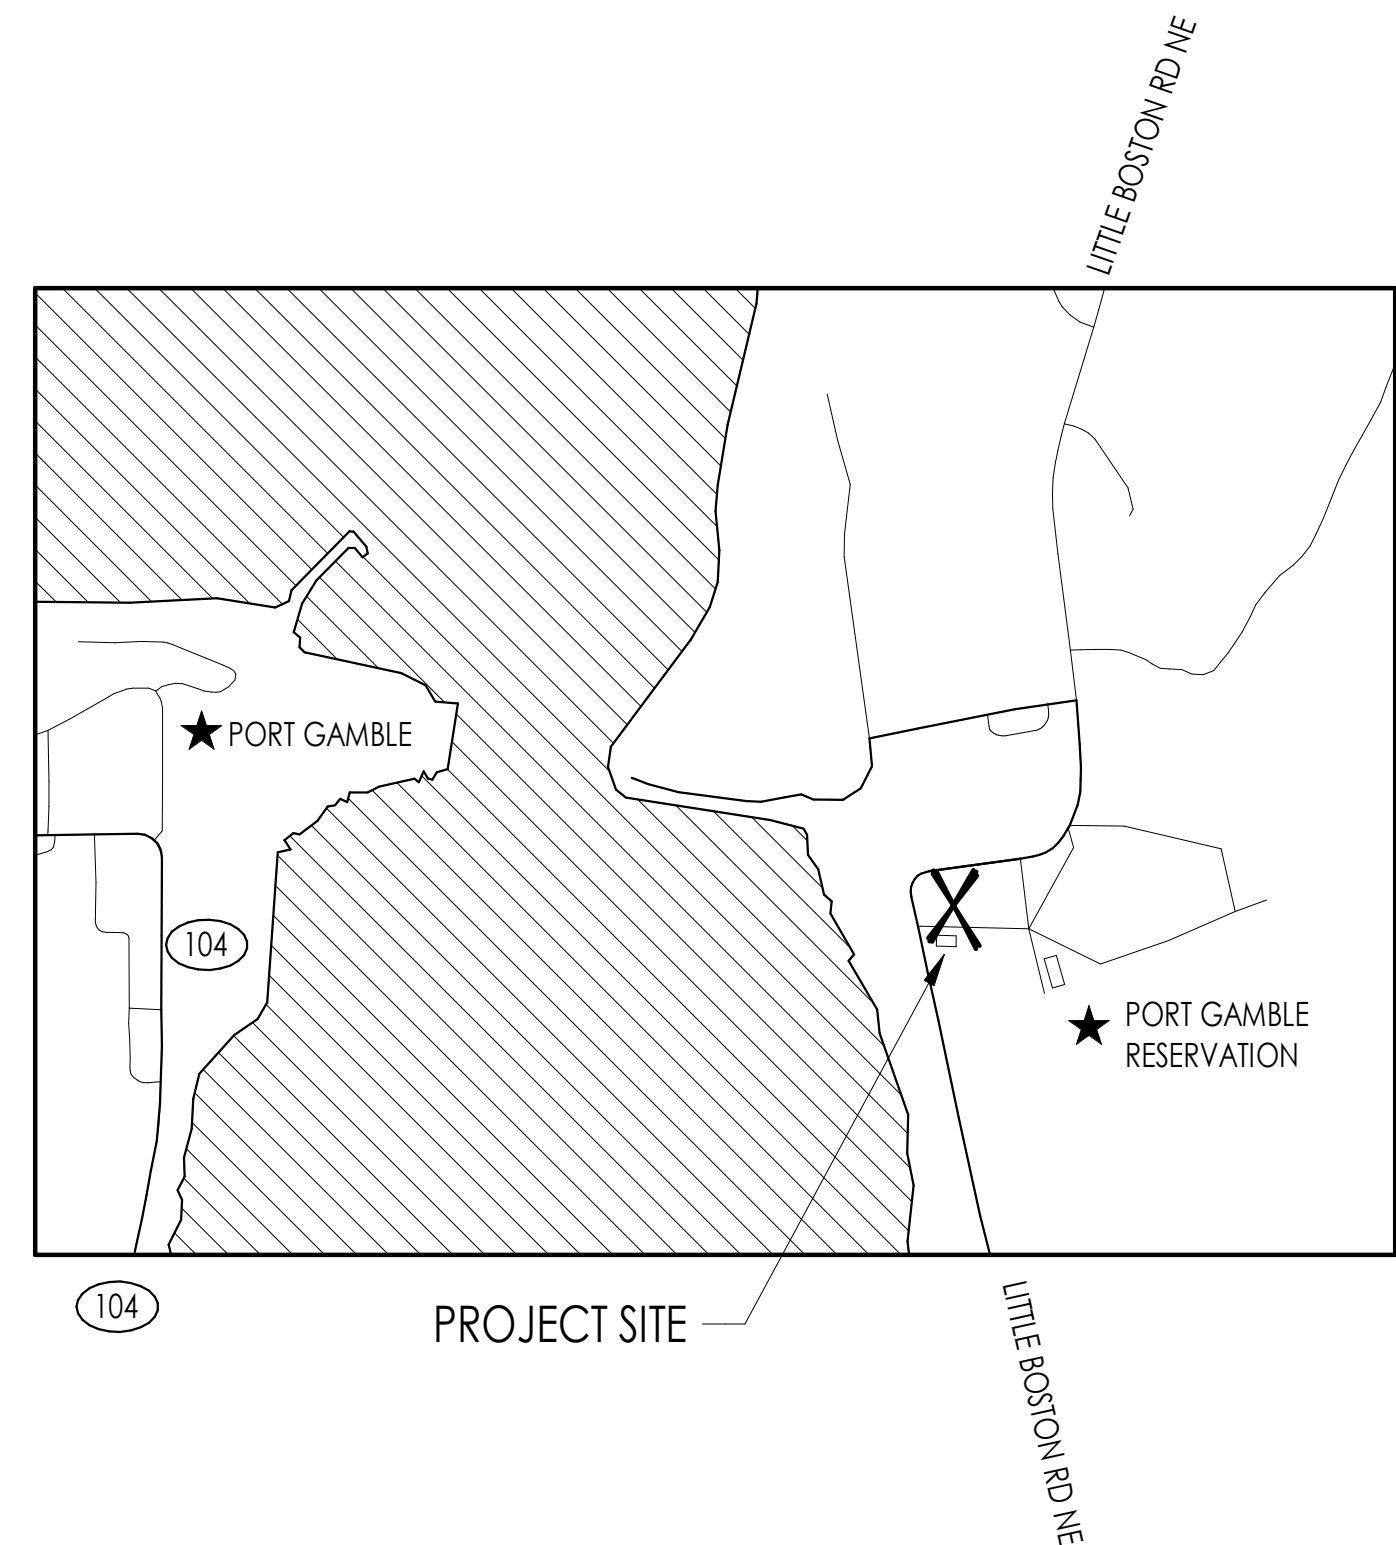 LITTLE BOSTON RD NE
PORT GAMBLE
104
PORT GAMBLE
RESERVATION
104
PROJECT SITE
LITTLE BOSTON RD NE